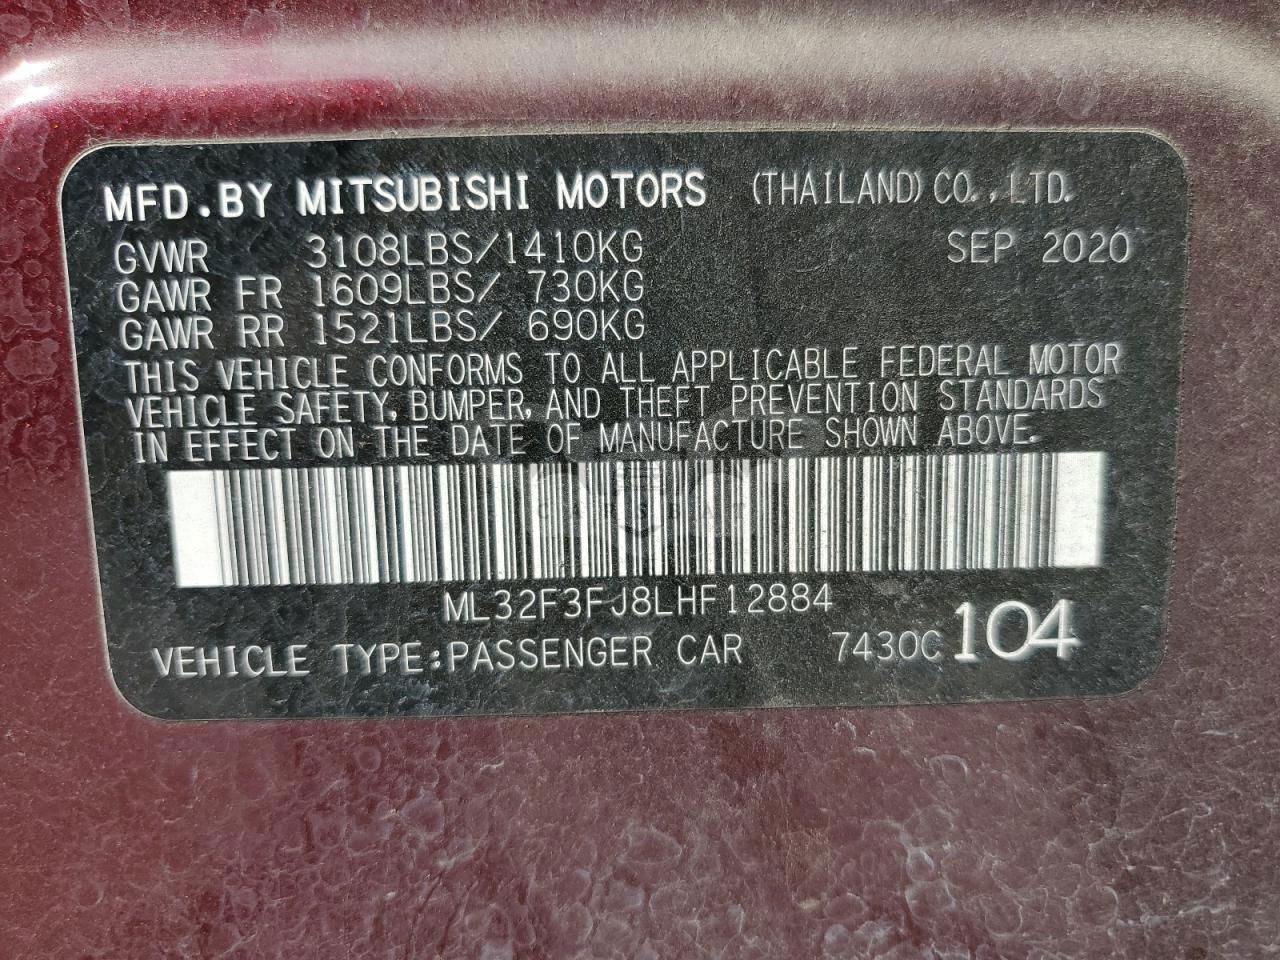 MFD.BY MITSUBISHI MOTORS (THAILAND) CO.,LTD.
GVWR 3108LBS/1410KG SEP 2020
GAWR FR 1609LBS/ 730KG
GAWR RR 1521LBS/ 690KG
THIS VEHICLE CONFORMS TO ALL APPLICABLE FEDERAL MOTOR
VEHICLE SAFETY, BUMPER, AND THEFT PREVENTION STANDARDS
IN EFFECT ON THE DATE OF MANUFACTURE SHOWN ABOVE.
ML32F3FJ8LHF12884
VEHICLE TYPE:PASSENGER CAR 7430C 104